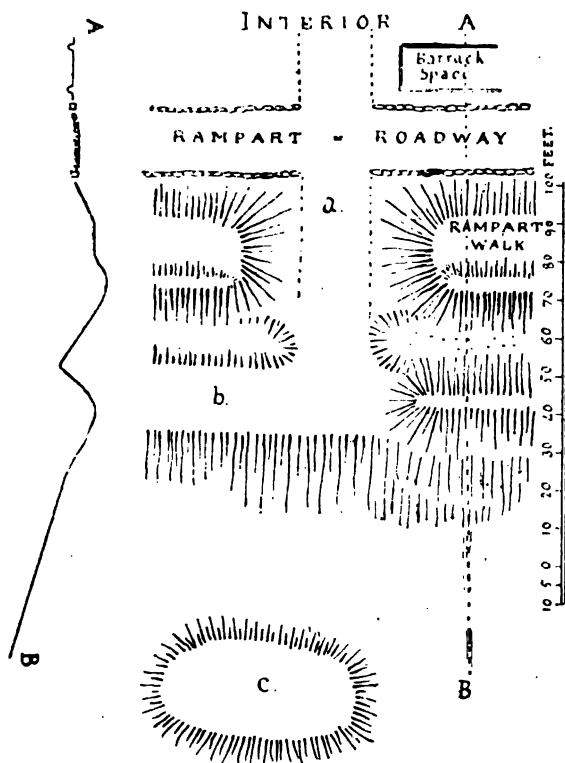 INTERIOR
A
A
Barrack
Space
RAMPART = ROADWAY
a.
RAMPART
WALK
b.
c.
B
B
100 FEET.
90
80
70
60
50
40
30
20
10
0
5
10